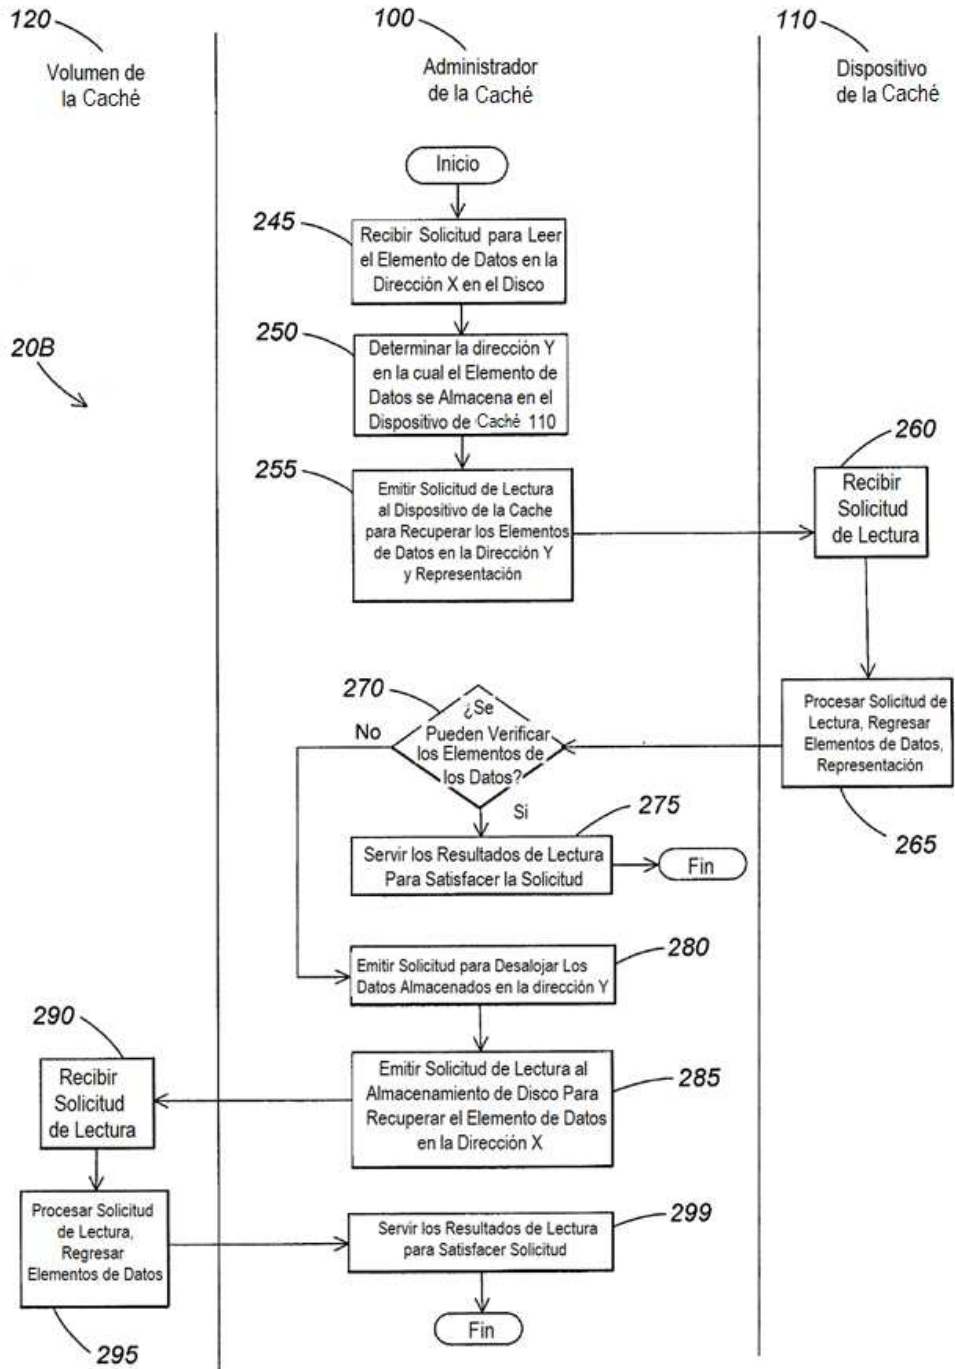 120
Volumen de
la Caché
100
Administrador
de la Caché
110
Dispositivo
de la Caché
Inicio
245
Recibir Solicitud para Leer
el Elemento de Datos en la
Dirección X en el Disco
20B
250
Determinar la dirección Y
en la cual el Elemento de
Datos se Almacena en el
Dispositivo de Caché 110
255
Emitir Solicitud de Lectura
al Dispositivo de la Cache
para Recuperar los Elementos
de Datos en la Dirección Y
y Representación
260
Recibir
Solicitud
de Lectura
Procesar Solicitud de
Lectura, Regresar
Elementos de Datos,
Representación
265
270
¿Se
Pueden Verificar
los Elementos de
los Datos?
No
Si
275
Servir los Resultados de Lectura
Para Satisfacer la Solicitud
Fin
280
Emitir Solicitud para Desalojar Los
Datos Almacenados en la dirección Y
285
Emitir Solicitud de Lectura al
Almacenamiento de Disco Para
Recuperar el Elemento de Datos
en la Dirección X
290
Recibir
Solicitud
de Lectura
Procesar Solicitud
de Lectura,
Regresar
Elementos de Datos
295
299
Servir los Resultados de Lectura
para Satisfacer Solicitud
Fin